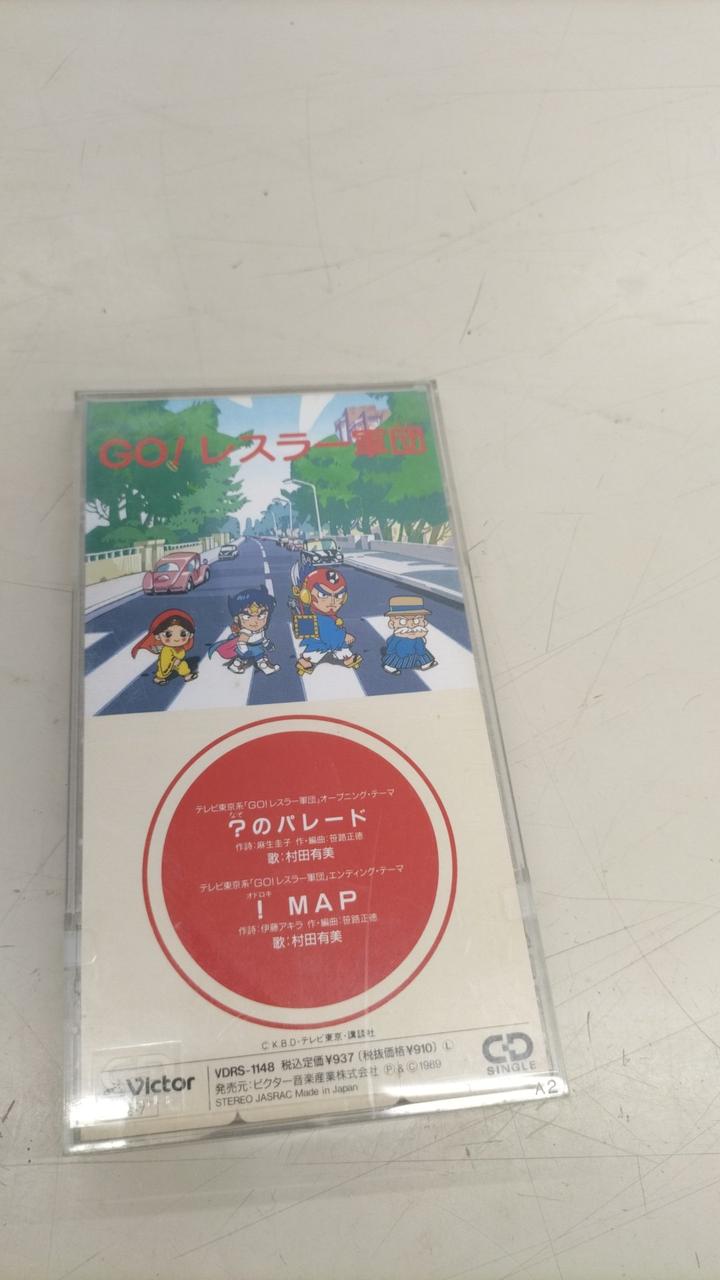 GO!レスラー軍団
テレビ東京系「GO!レスラー軍団」オープニング・テーマ
なぞ
?のパレード
作詩:麻生圭子 作・編曲:笹路正徳
歌:村田有美
テレビ東京系「GO!レスラー軍団」エンディング・テーマ
オドロキ
! MAP
作詩:伊藤アキラ 作・編曲:笹路正徳
歌:村田有美
C.K.B.D・テレビ東京・講談社
Victor
VDRS-1148 税込定価¥937(税抜価格¥910) Ⓛ
発売元:ビクター音楽産業株式会社 Ⓟ&Ⓒ1989
STEREO JASRAC Made in Japan
CD
SINGLE
A2